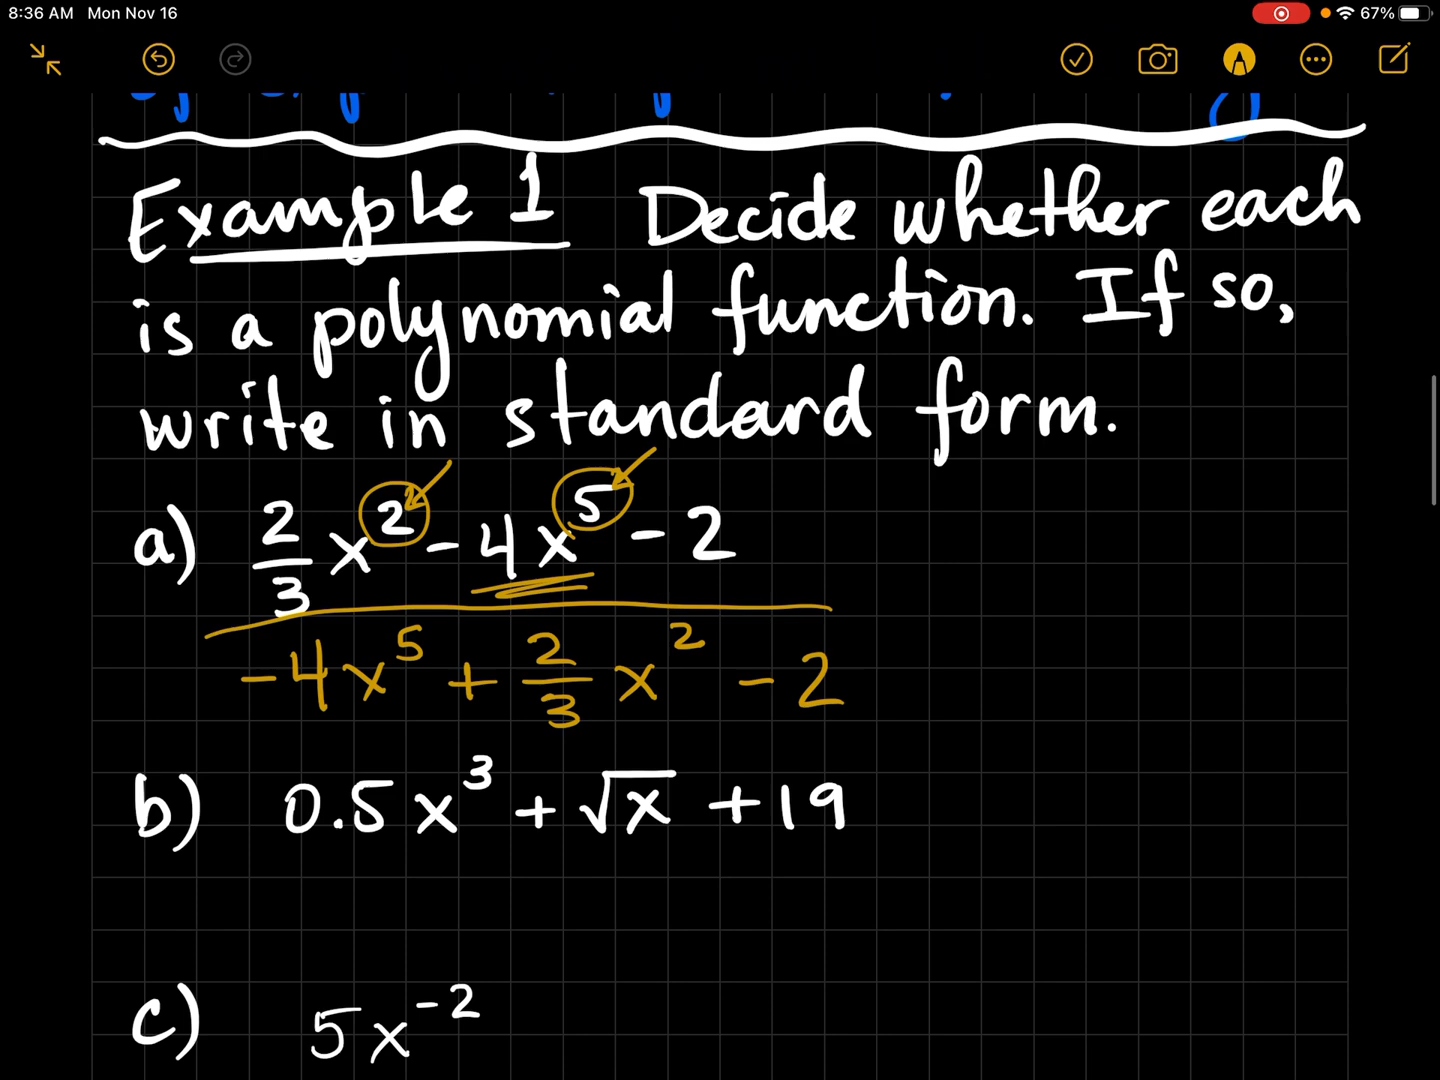 8:36 AM Mon Nov 16 67%
Example 1 Decide whether each
is a polynomial function. If so,
write in standard form.
a) 2/3 x^2 - 4x^5 - 2
-4x^5 + 2/3 x^2 - 2
b) 0.5x^3 + √x + 19
c) 5x^-2